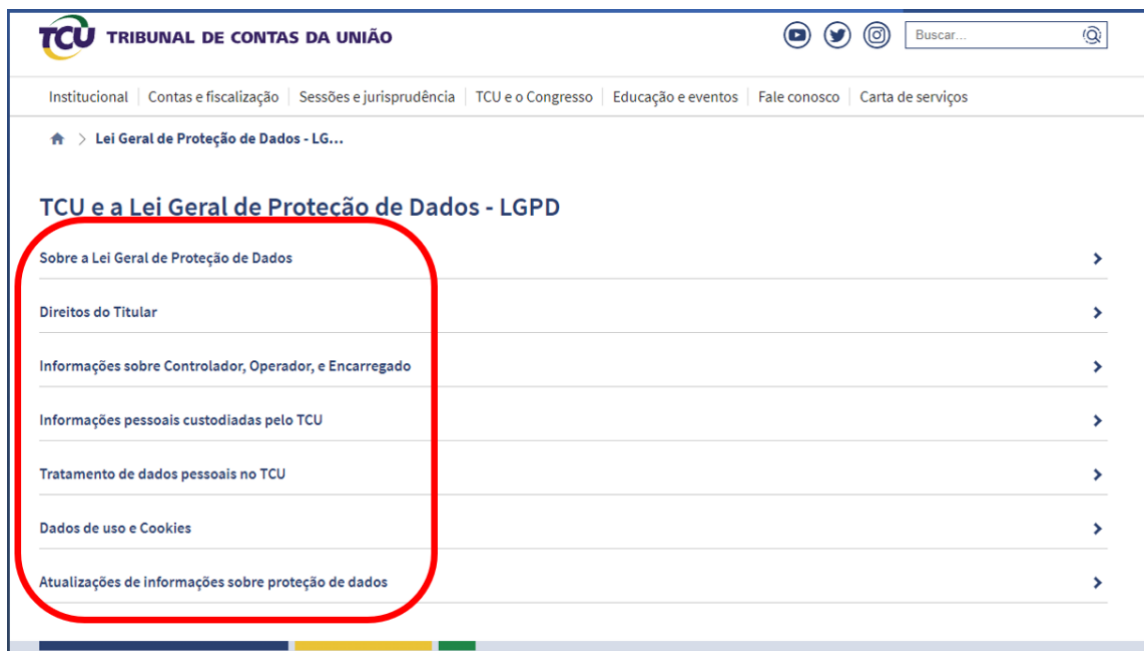 TCU TRIBUNAL DE CONTAS DA UNIÃO
Buscar...
Institucional | Contas e fiscalização | Sessões e jurisprudência | TCU e o Congresso | Educação e eventos | Fale conosco | Carta de serviços
> Lei Geral de Proteção de Dados - LG...
TCU e a Lei Geral de Proteção de Dados - LGPD
Sobre a Lei Geral de Proteção de Dados
Direitos do Titular
Informações sobre Controlador, Operador, e Encarregado
Informações pessoais custodiadas pelo TCU
Tratamento de dados pessoais no TCU
Dados de uso e Cookies
Atualizações de informações sobre proteção de dados